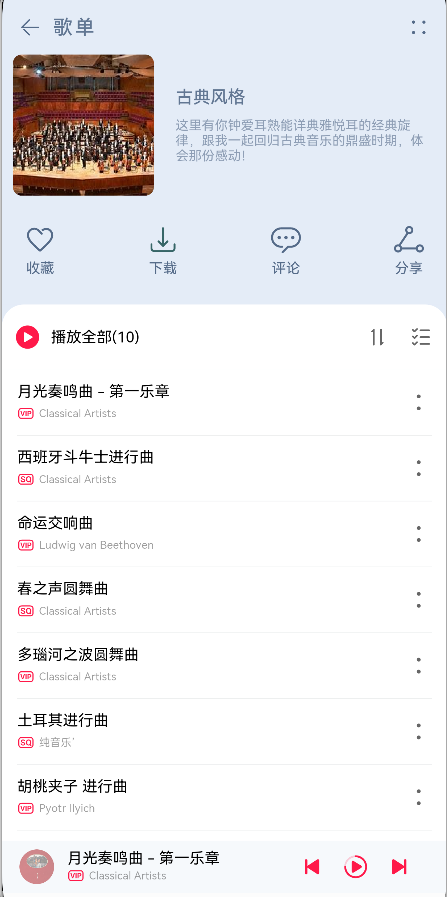 歌单
古典风格
这里有你钟爱耳熟能详典雅悦耳的经典旋
律，跟我一起回归古典音乐的鼎盛时期，体
会那份感动！
收藏
下载
评论
分享
播放全部(10)
月光奏鸣曲 – 第一乐章
VIP Classical Artists
西班牙斗牛士进行曲
SQ Classical Artists
命运交响曲
VIP Ludwig van Beethoven
春之声圆舞曲
SQ Classical Artists
多瑙河之波圆舞曲
VIP Classical Artists
土耳其进行曲
SQ 纯音乐'
胡桃夹子 进行曲
VIP Pyotr Ilyich
月光奏鸣曲 – 第一乐章
VIP Classical Artists